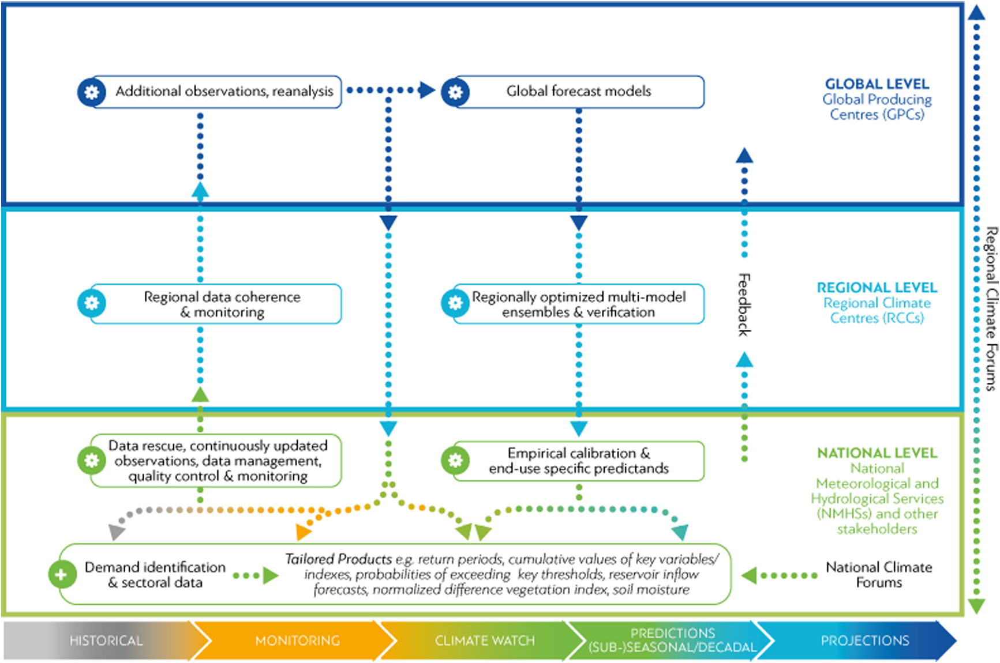 Additional observations, reanalysis
Global forecast models
GLOBAL LEVEL
Global Producing
Centres (GPCs)
Regional data coherence
& monitoring
Regionally optimized multi-model
ensembles & verification
Feedback
REGIONAL LEVEL
Regional Climate
Centres (RCCs)
Regional Climate Forums
Data rescue, continuously updated
observations, data management,
quality control & monitoring
Empirical calibration &
end-use specific predictands
NATIONAL LEVEL
National
Meteorological and
Hydrological Services
(NMHSs) and other
stakeholders
Demand identification
& sectoral data
Tailored Products e.g. return periods, cumulative values of key variables/
indexes, probabilities of exceeding key thresholds, reservoir inflow
forecasts, normalized difference vegetation index, soil moisture
National Climate
Forums
HISTORICAL
MONITORING
CLIMATE WATCH
PREDICTIONS
(SUB-)SEASONAL/DECADAL
PROJECTIONS